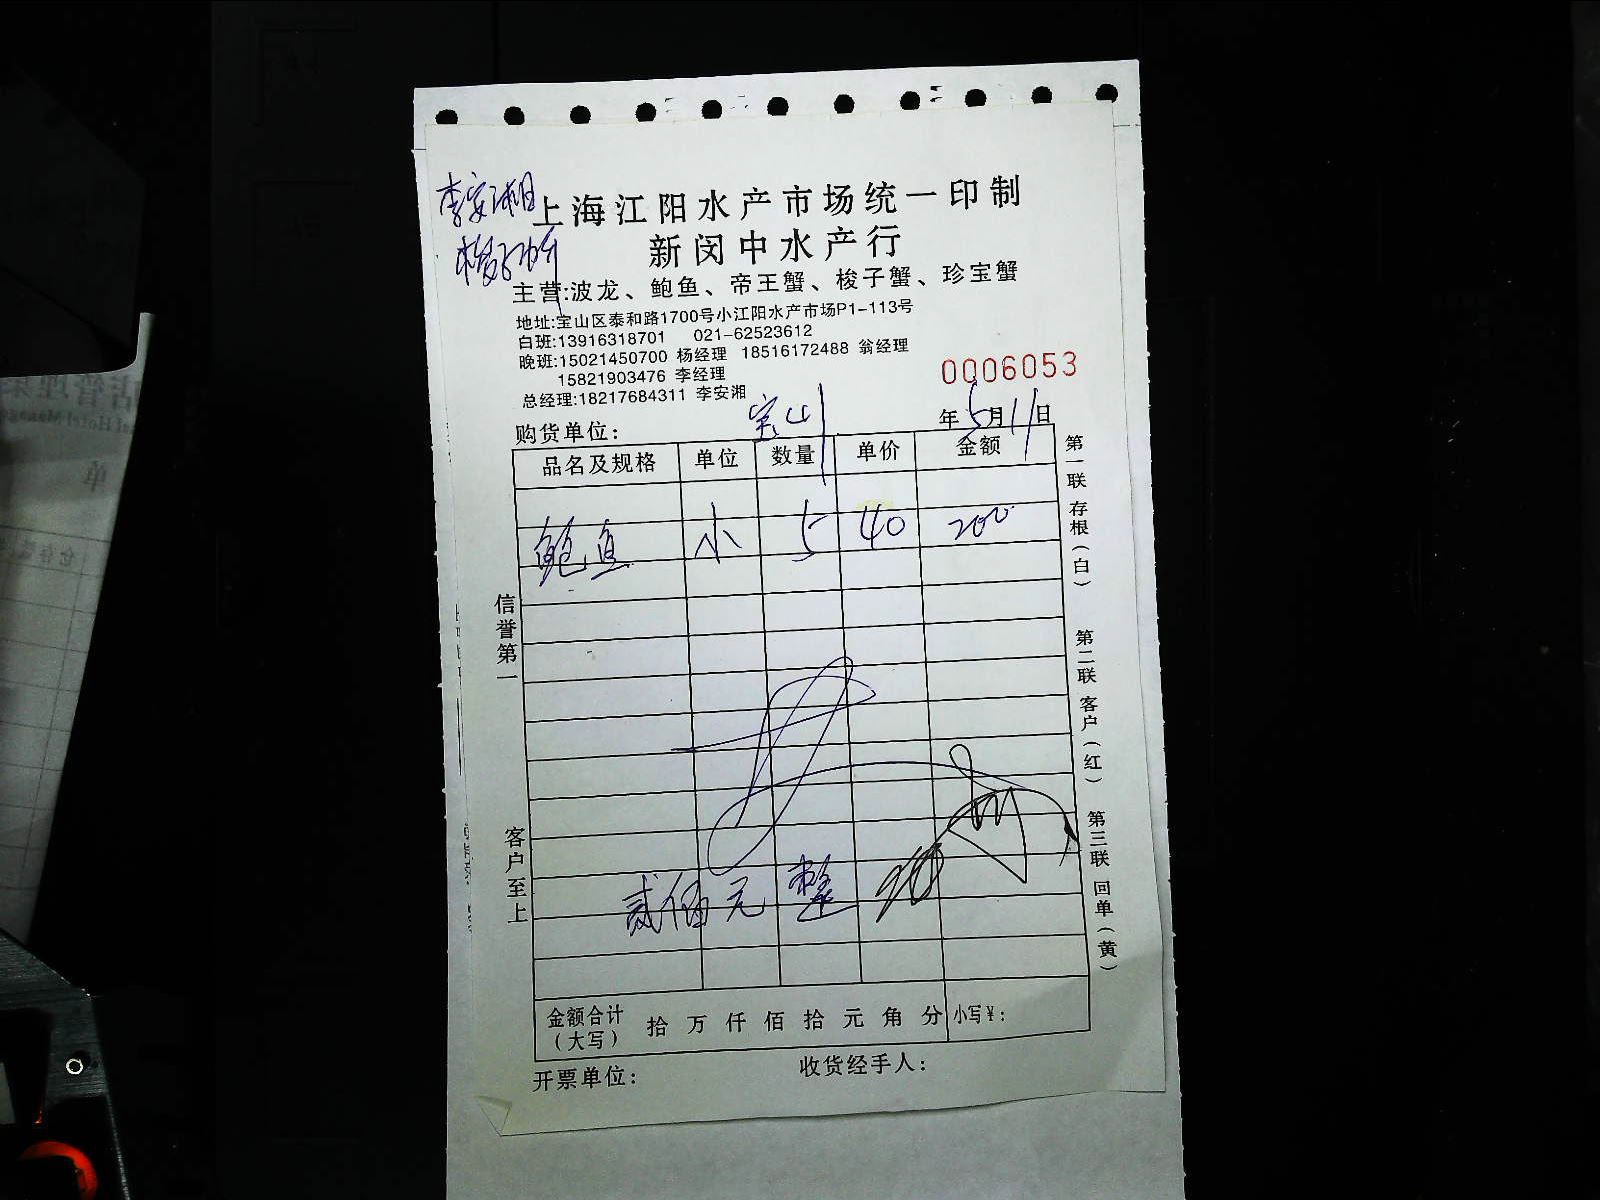 李安湘
上海江阳水产市场统一印制
新闵中水产行
主营:波龙、鲍鱼、帝王蟹、梭子蟹、珍宝蟹
地址:宝山区泰和路1700号小江阳水产市场P1-113号
白班:13916318701 021-62523612
晚班:15021450700 杨经理 18516172488 翁经理
15821903476 李经理
总经理:18217684311 李安湘
0006053
购货单位: 宝山 年5月11日
品名及规格 单位 数量 单价 金额
鲍鱼 小 5 40 200
贰佰元整
金额合计(大写) 拾 万 仟 佰 拾 元 角 分 小写¥:
开票单位: 收货经手人:
信誉第一
客户至上
第一联 存根(白)
第二联 客户(红)
第三联 回单(黄)
单